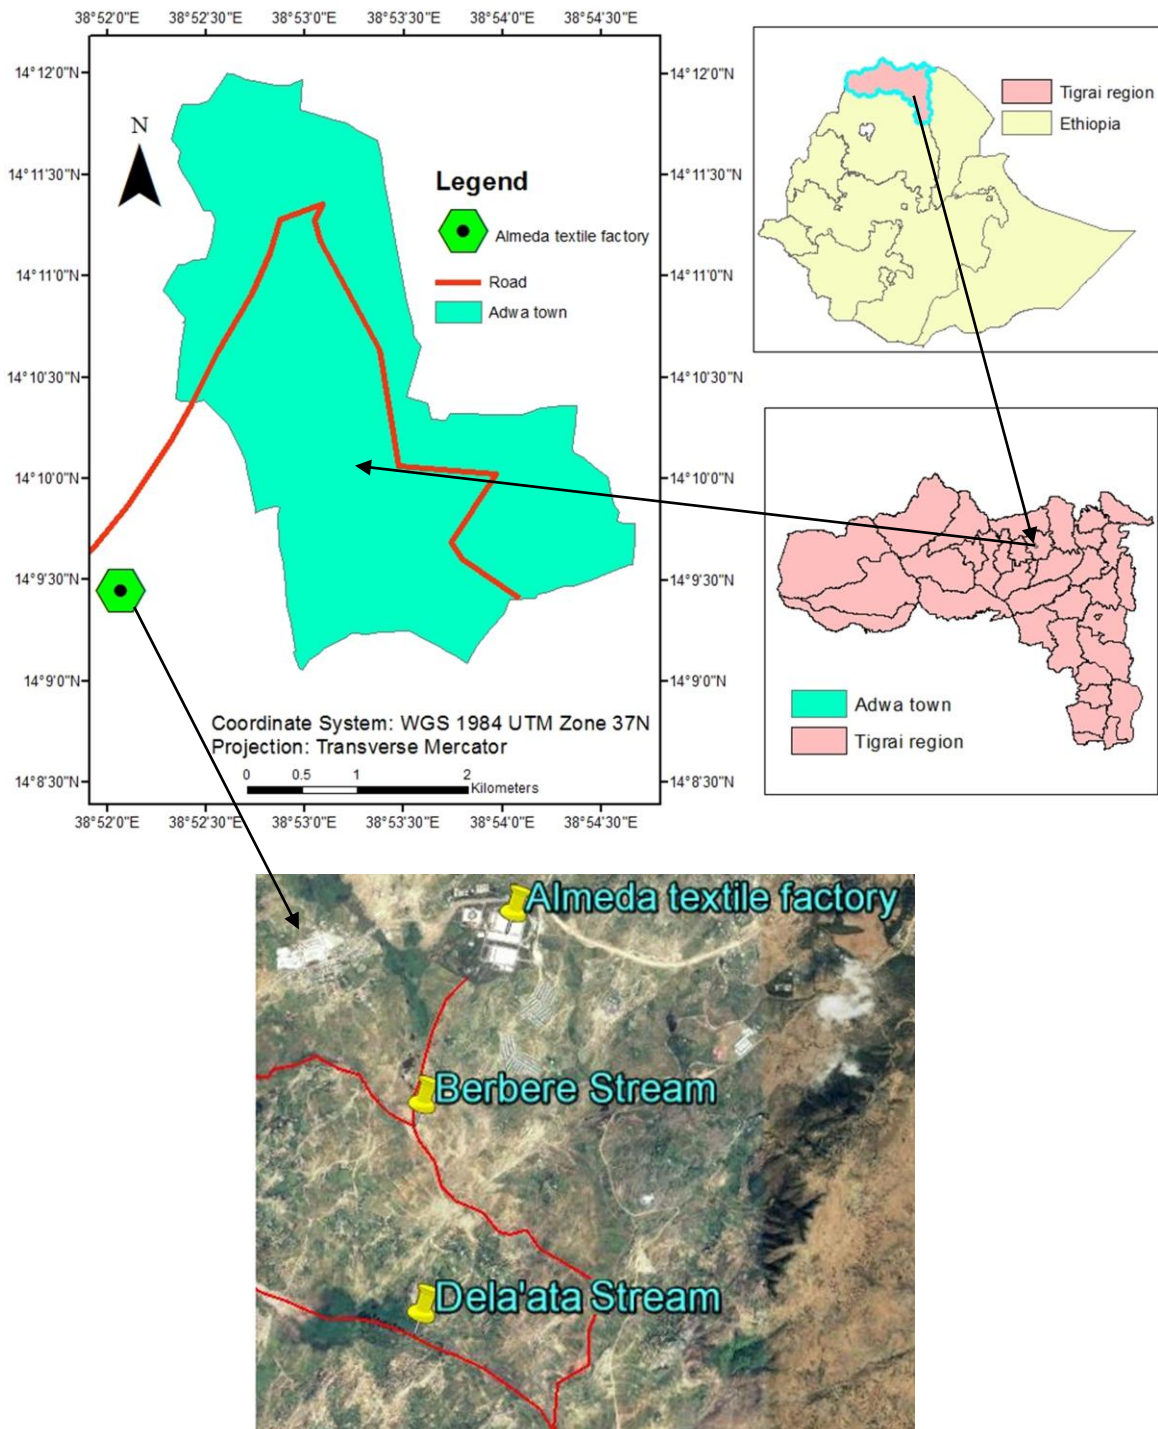 38°52'0"E 38°52'30"E 38°53'0"E 38°53'30"E 38°54'0"E 38°54'30"E
14°12'0"N 14°12'0"N
N
14°11'30"N 14°11'30"N
Legend
Almeda textile factory
14°11'0"N 14°11'0"N
Road
Adwa town
14°10'30"N 14°10'30"N
14°10'0"N 14°10'0"N
14°9'30"N 14°9'30"N
14°9'0"N 14°9'0"N
Coordinate System: WGS 1984 UTM Zone 37N
Projection: Transverse Mercator
0 0.5 1 2
Kilometers
14°8'30"N 14°8'30"N
38°52'0"E 38°52'30"E 38°53'0"E 38°53'30"E 38°54'0"E 38°54'30"E
Tigrai region
Ethiopia
Adwa town
Tigrai region
Almeda textile factory
Berbere Stream
Dela'ata Stream